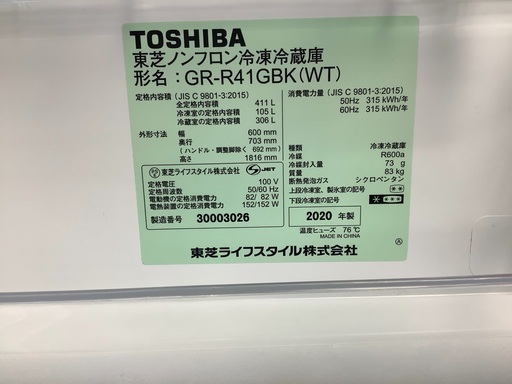 TOSHIBA
東芝ノンフロン冷凍冷蔵庫
形名：GR-R41GBK(WT)
定格内容積 (JIS C 9801-3:2015)
全定格内容積 411 L
冷凍室の定格内容積 105 L
冷蔵室の定格内容積 306 L
外形寸法 幅 600 mm
奥行 703 mm
(ハンドル・調整脚除く 692 mm)
高さ 1816 mm
東芝ライフスタイル株式会社 S JET
定格電圧 100 V
定格周波数 50/60 Hz
電動機の定格消費電力 82/ 82 W
電熱装置の定格消費電力 152/152 W
製造番号 30003026
消費電力量 (JIS C 9801-3:2015)
50Hz 315 kWh/年
60Hz 315 kWh/年
種類 冷凍冷蔵庫
冷媒 R600a
冷媒封入量 73 g
質量 83 kg
断熱発泡ガス シクロペンタン
上段冷凍室、製氷室の記号 **
下段冷凍室の記号 * ***
2020 年製
温度ヒューズ 76℃
MADE IN CHINA
Ⓐ
東芝ライフスタイル株式会社